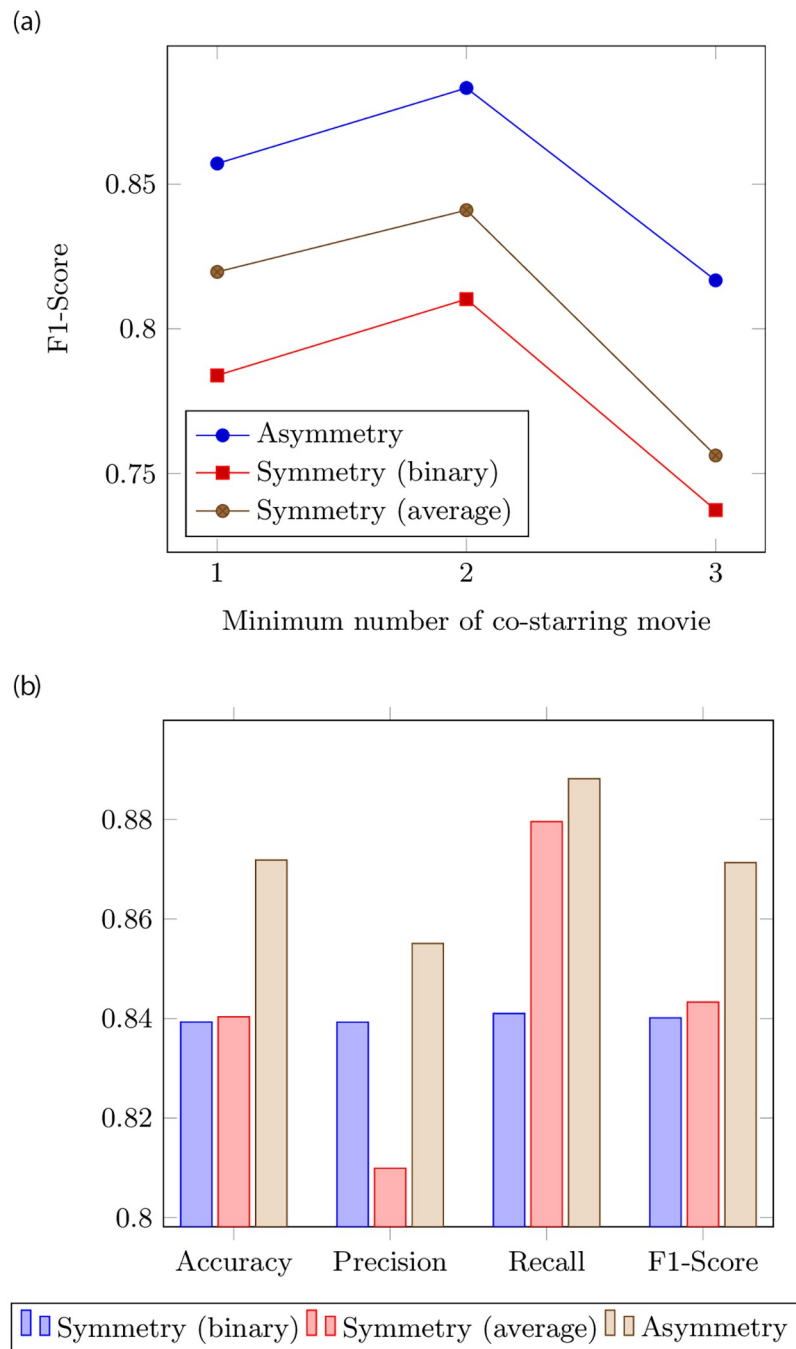 (a)
0.85
0.8
0.75
F1-Score
Asymmetry
Symmetry (binary)
Symmetry (average)
1 2 3
Minimum number of co-starring movie
(b)
0.88
0.86
0.84
0.82
0.8
Accuracy Precision Recall F1-Score
Symmetry (binary) Symmetry (average) Asymmetry